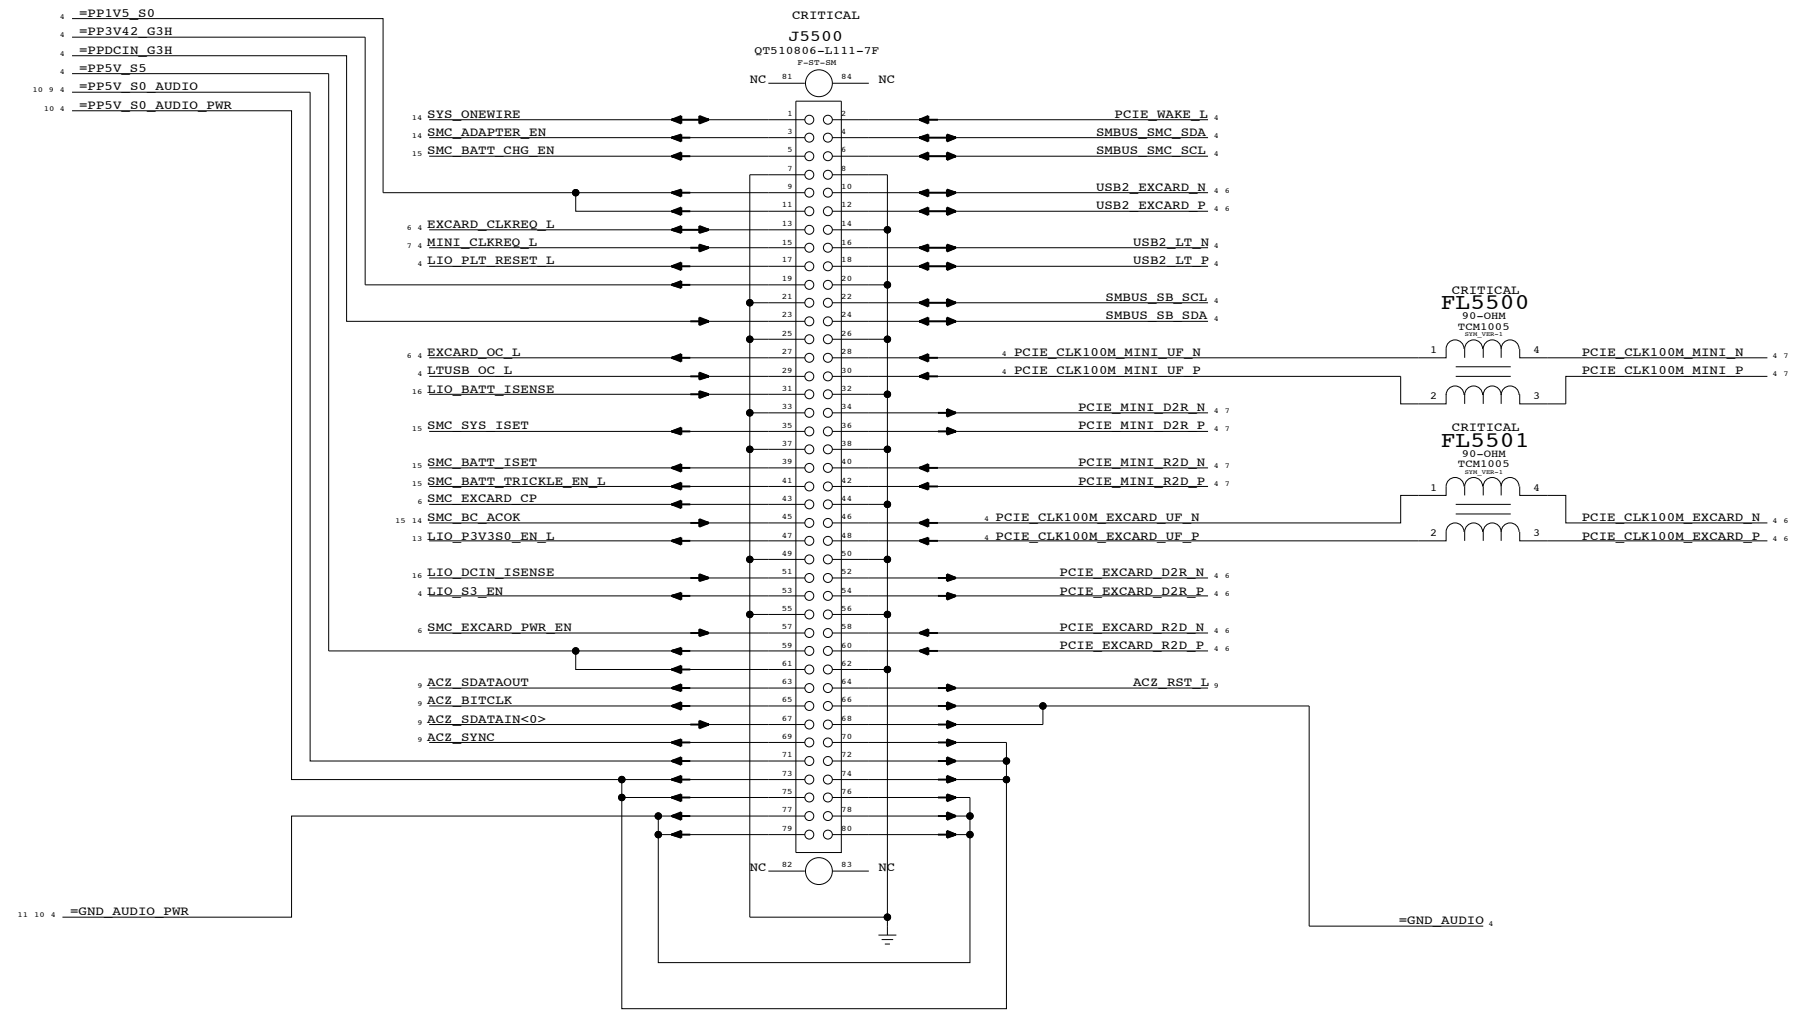 4 =PP1V5_S0
4 =PP3V42_G3H
4 =PPDCIN_G3H
4 =PP5V_S5
10 9 4 =PP5V_S0_AUDIO
10 4 =PP5V_S0_AUDIO_PWR
CRITICAL
J5500
QT510806-L111-7F
F-ST-SM
NC 81 84 NC
14 SYS_ONEWIRE 1 2 PCIE_WAKE_L 4
14 SMC_ADAPTER_EN 3 4 SMBUS_SMC_SDA 4
15 SMC_BATT_CHG_EN 5 6 SMBUS_SMC_SCL 4
7 8
9 10 USB2_EXCARD_N 4 6
11 12 USB2_EXCARD_P 4 6
6 4 EXCARD_CLKREQ_L 13 14
7 4 MINI_CLKREQ_L 15 16 USB2_LT_N 4
4 LIO_PLT_RESET_L 17 18 USB2_LT_P 4
19 20
21 22 SMBUS_SB_SCL 4
23 24 SMBUS_SB_SDA 4
25 26
6 4 EXCARD_OC_L 27 28 4 PCIE_CLK100M_MINI_UF_N
4 LTUSB_OC_L 29 30 4 PCIE_CLK100M_MINI_UF_P
16 LIO_BATT_ISENSE 31 32
33 34 PCIE_MINI_D2R_N 4 7
15 SMC_SYS_ISET 35 36 PCIE_MINI_D2R_P 4 7
37 38
15 SMC_BATT_ISET 39 40 PCIE_MINI_R2D_N 4 7
15 SMC_BATT_TRICKLE_EN_L 41 42 PCIE_MINI_R2D_P 4 7
6 SMC_EXCARD_CP 43 44
15 14 SMC_BC_ACOK 45 46 4 PCIE_CLK100M_EXCARD_UF_N
13 LIO_P3V3S0_EN_L 47 48 4 PCIE_CLK100M_EXCARD_UF_P
49 50
16 LIO_DCIN_ISENSE 51 52 PCIE_EXCARD_D2R_N 4 6
4 LIO_S3_EN 53 54 PCIE_EXCARD_D2R_P 4 6
55 56
6 SMC_EXCARD_PWR_EN 57 58 PCIE_EXCARD_R2D_N 4 6
59 60 PCIE_EXCARD_R2D_P 4 6
61 62
9 ACZ_SDATAOUT 63 64 ACZ_RST_L 9
9 ACZ_BITCLK 65 66
9 ACZ_SDATAIN<0> 67 68
9 ACZ_SYNC 69 70
71 72
73 74
75 76
77 78
79 80
NC 82 83 NC
CRITICAL
FL5500
90-OHM
TCM1005
SYM_VER-1
1 4 PCIE_CLK100M_MINI_N 4 7
PCIE_CLK100M_MINI_P 4 7
2 3
CRITICAL
FL5501
90-OHM
TCM1005
SYM_VER-1
1 4
PCIE_CLK100M_EXCARD_N 4 6
2 3 PCIE_CLK100M_EXCARD_P 4 6
11 10 4 =GND_AUDIO_PWR
=GND_AUDIO 4